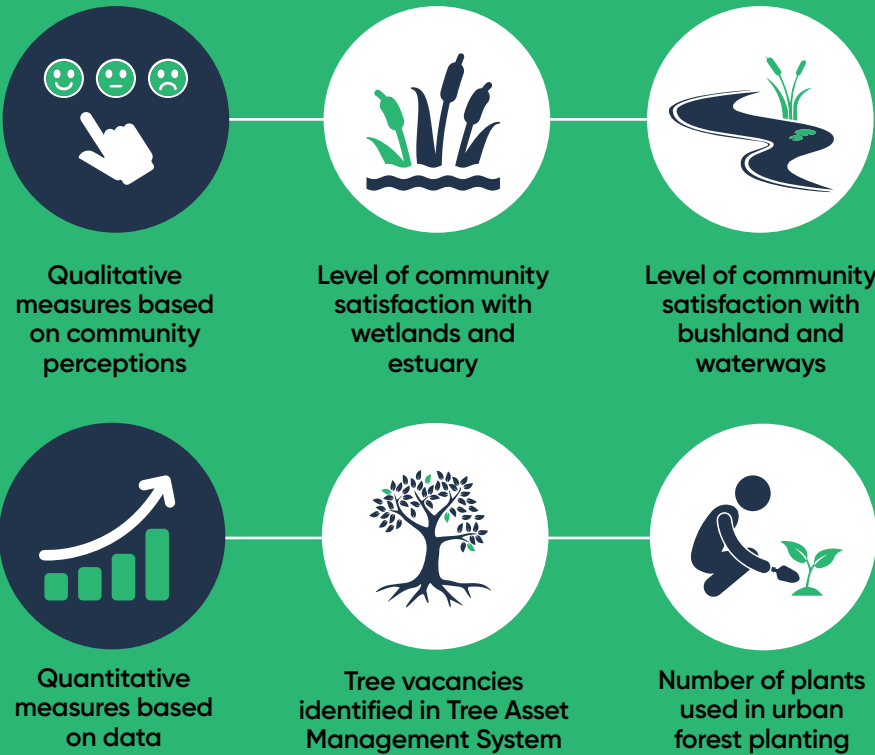 Qualitative
measures based
on community
perceptions
Level of community
satisfaction with
wetlands and
estuary
Level of community
satisfaction with
bushland and
waterways
Quantitative
measures based
on data
Tree vacancies
identified in Tree Asset
Management System
Number of plants
used in urban
forest planting